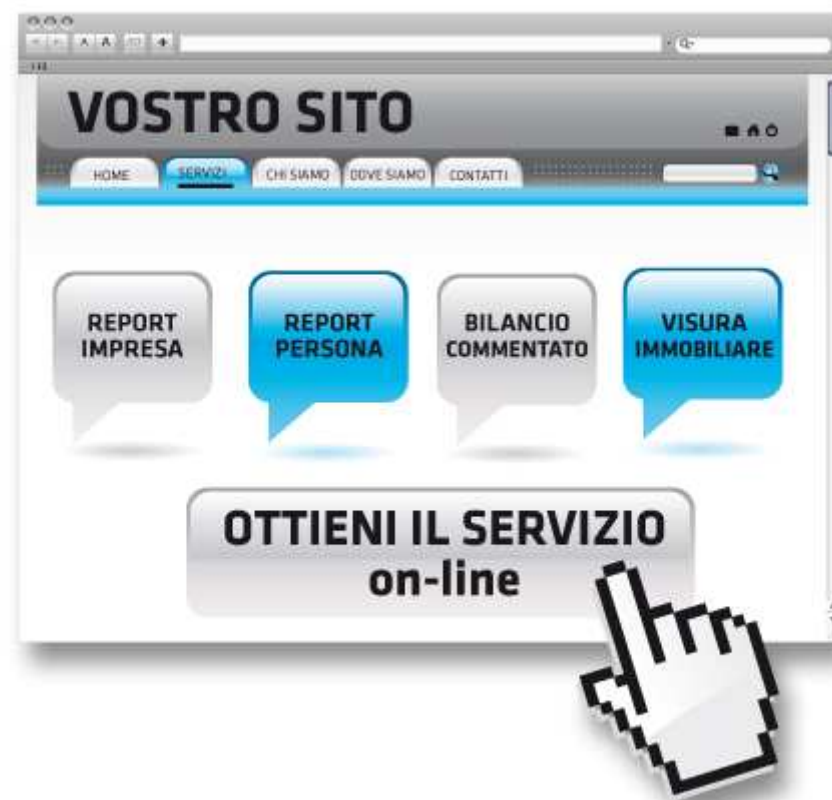 VOSTRO SITO
HOME SERVIZI CHI SIAMO DOVE SIAMO CONTATTI
REPORT
IMPRESA
REPORT
PERSONA
BILANCIO
COMMENTATO
VISURA
IMMOBILIARE
OTTIENI IL SERVIZIO
on-line